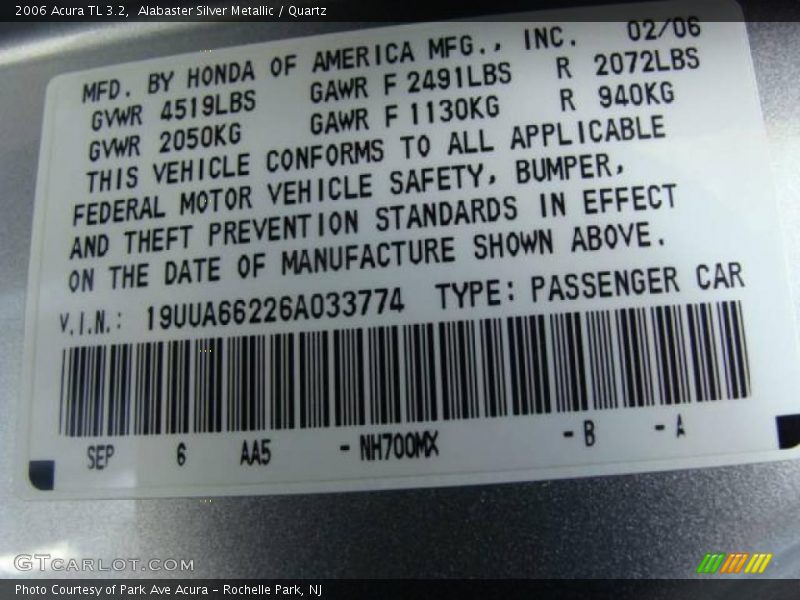 2006 Acura TL 3.2, Alabaster Silver Metallic / Quartz
MFD. BY HONDA OF AMERICA MFG., INC. 02/06
GVWR 4519LBS GAWR F 2491LBS R 2072LBS
GVWR 2050KG GAWR F 1130KG R 940KG
THIS VEHICLE CONFORMS TO ALL APPLICABLE
FEDERAL MOTOR VEHICLE SAFETY, BUMPER,
AND THEFT PREVENTION STANDARDS IN EFFECT
ON THE DATE OF MANUFACTURE SHOWN ABOVE.
V.I.N.: 19UUA66226A033774 TYPE: PASSENGER CAR
SEP 6 AA5 - NH700MX - B - A
GTCARLOT.COM
Photo Courtesy of Park Ave Acura - Rochelle Park, NJ